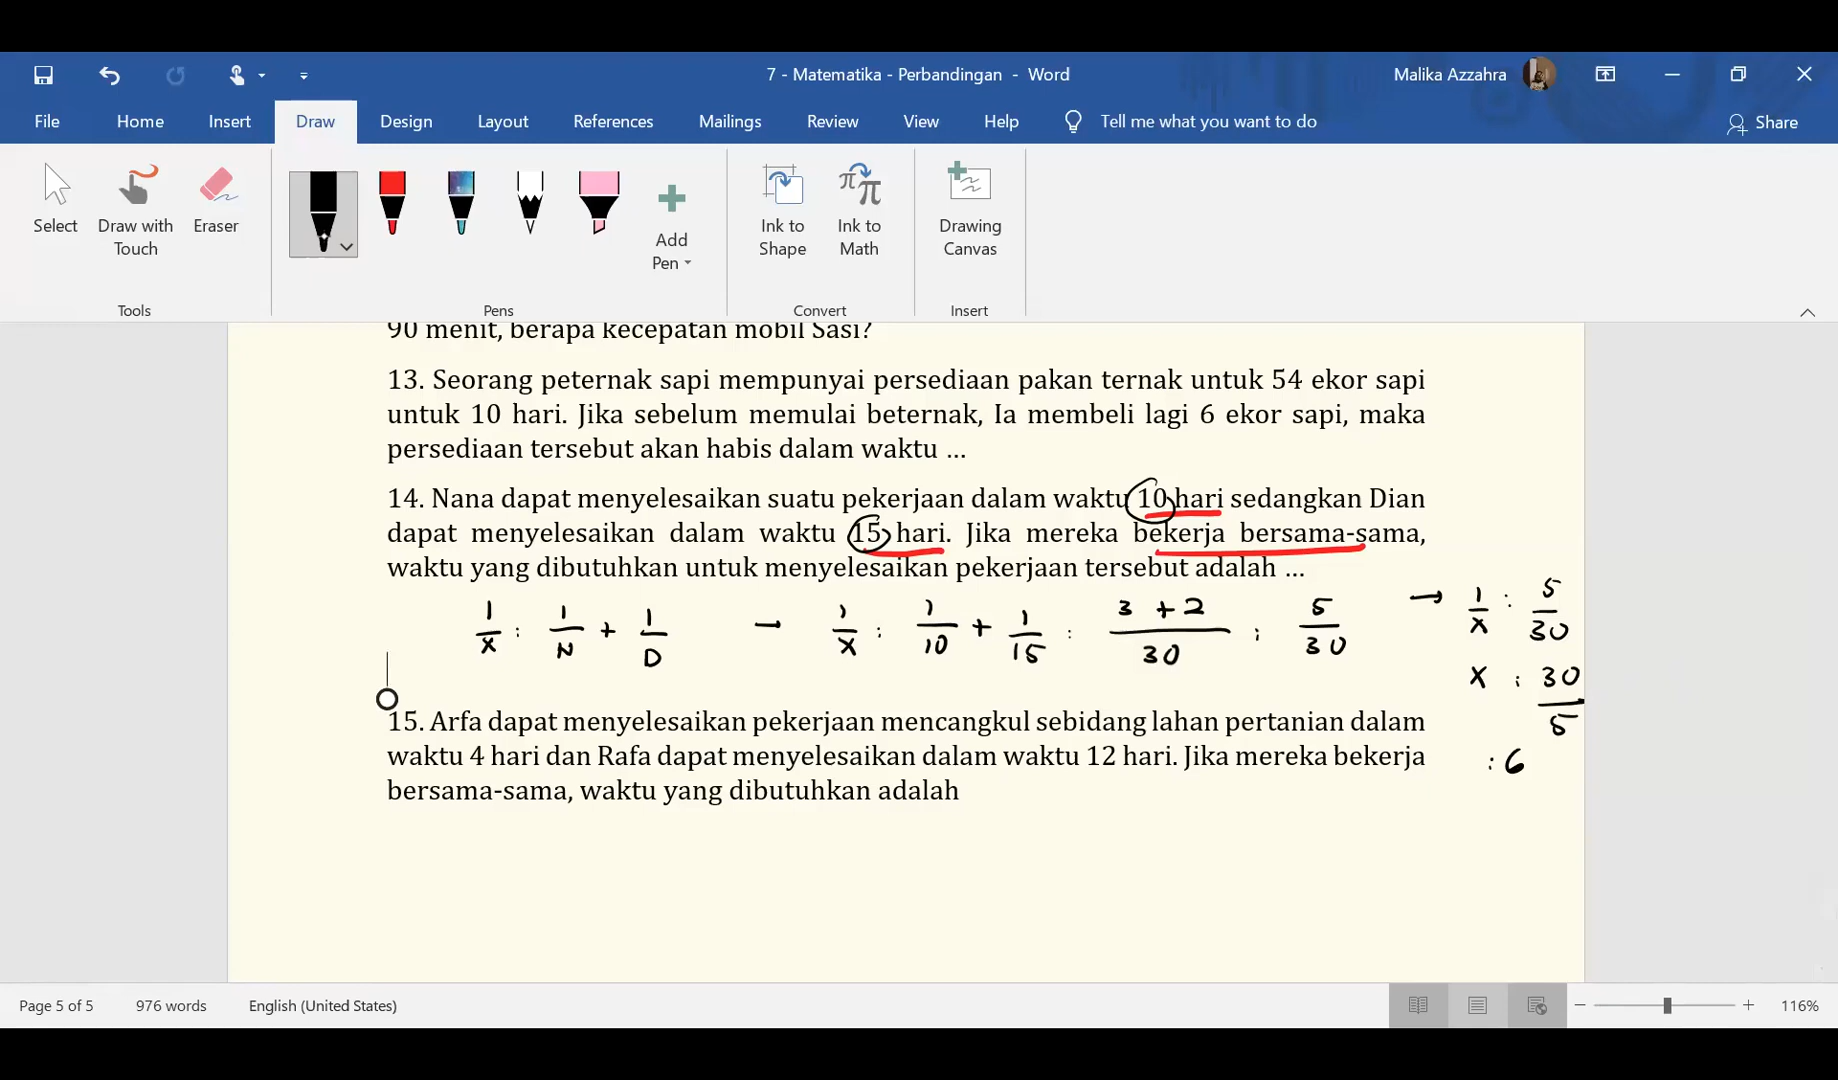 7 - Matematika - Perbandingan - Word
Malika Azzahra
File Home Insert Draw Design Layout References Mailings Review View Help Tell me what you want to do Share
Select
Draw with Touch
Eraser
Add Pen
Ink to Shape
Ink to Math
Drawing Canvas
Tools Pens Convert Insert
90 menit, berapa kecepatan mobil Sasi?
13. Seorang peternak sapi mempunyai persediaan pakan ternak untuk 54 ekor sapi
untuk 10 hari. Jika sebelum memulai beternak, Ia membeli lagi 6 ekor sapi, maka
persediaan tersebut akan habis dalam waktu ...
14. Nana dapat menyelesaikan suatu pekerjaan dalam waktu 10 hari sedangkan Dian
dapat menyelesaikan dalam waktu 15 hari. Jika mereka bekerja bersama-sama,
waktu yang dibutuhkan untuk menyelesaikan pekerjaan tersebut adalah ...
1/x : 1/N + 1/D → 1/x : 1/10 + 1/15 : 3 + 2/30 : 5/30 → 1/x : 5/30
x : 30/5
: 6
15. Arfa dapat menyelesaikan pekerjaan mencangkul sebidang lahan pertanian dalam
waktu 4 hari dan Rafa dapat menyelesaikan dalam waktu 12 hari. Jika mereka bekerja
bersama-sama, waktu yang dibutuhkan adalah
Page 5 of 5 976 words English (United States) 116%